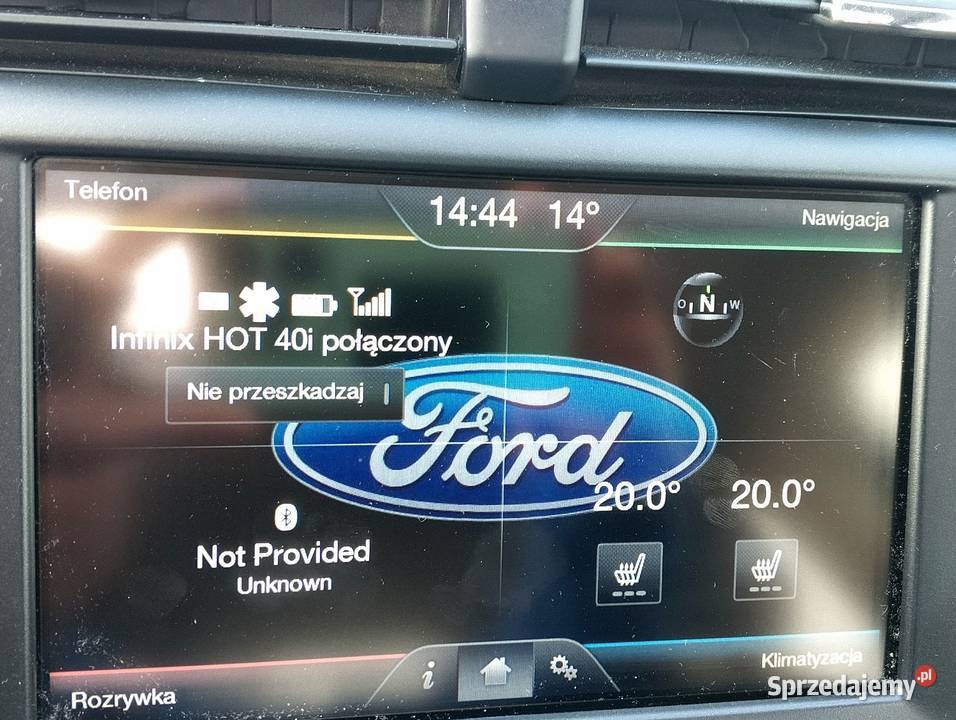 Telefon
14:44 14°
Nawigacja
O N W
Infinix HOT 40i połączony
Nie przeszkadzaj
Ford
20.0° 20.0°
Not Provided
Unknown
i
Klimatyzacja
Rozrywka
Sprzedajemy.pl